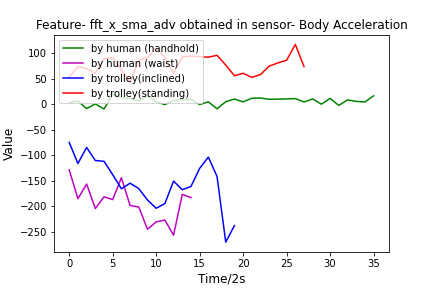 Feature- fft_x_sma_adv obtained in sensor- Body Acceleration
by human (handhold)
by human (waist)
by trolley(inclined)
by trolley(standing)
Value
100
50
0
−50
−100
−150
−200
−250
0 5 10 15 20 25 30 35
Time/2s